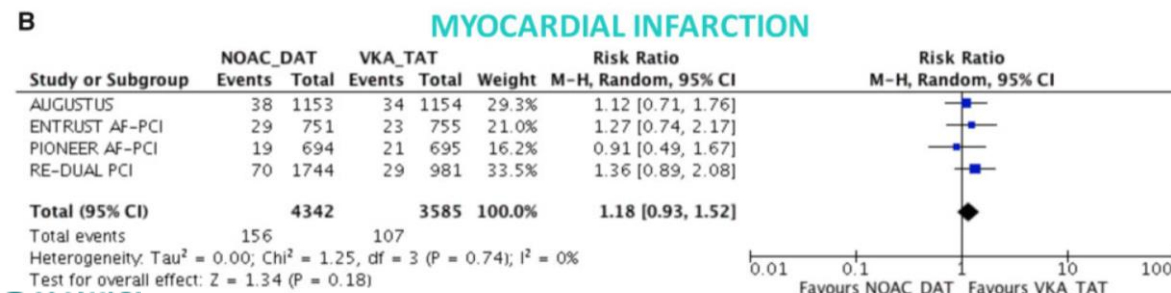 B
MYOCARDIAL INFARCTION
NOAC_DAT VKA_TAT Risk Ratio Risk Ratio
Study or Subgroup Events Total Events Total Weight M-H, Random, 95% CI M-H, Random, 95% CI
AUGUSTUS 38 1153 34 1154 29.3% 1.12 [0.71, 1.76]
ENTRUST AF-PCI 29 751 23 755 21.0% 1.27 [0.74, 2.17]
PIONEER AF-PCI 19 694 21 695 16.2% 0.91 [0.49, 1.67]
RE-DUAL PCI 70 1744 29 981 33.5% 1.36 [0.89, 2.08]
Total (95% CI) 4342 3585 100.0% 1.18 [0.93, 1.52]
Total events 156 107
Heterogeneity: Tau² = 0.00; Chi² = 1.25, df = 3 (P = 0.74); I² = 0%
Test for overall effect: Z = 1.34 (P = 0.18)
0.01 0.1 1 10 100
Favours NOAC_DAT Favours VKA_TAT